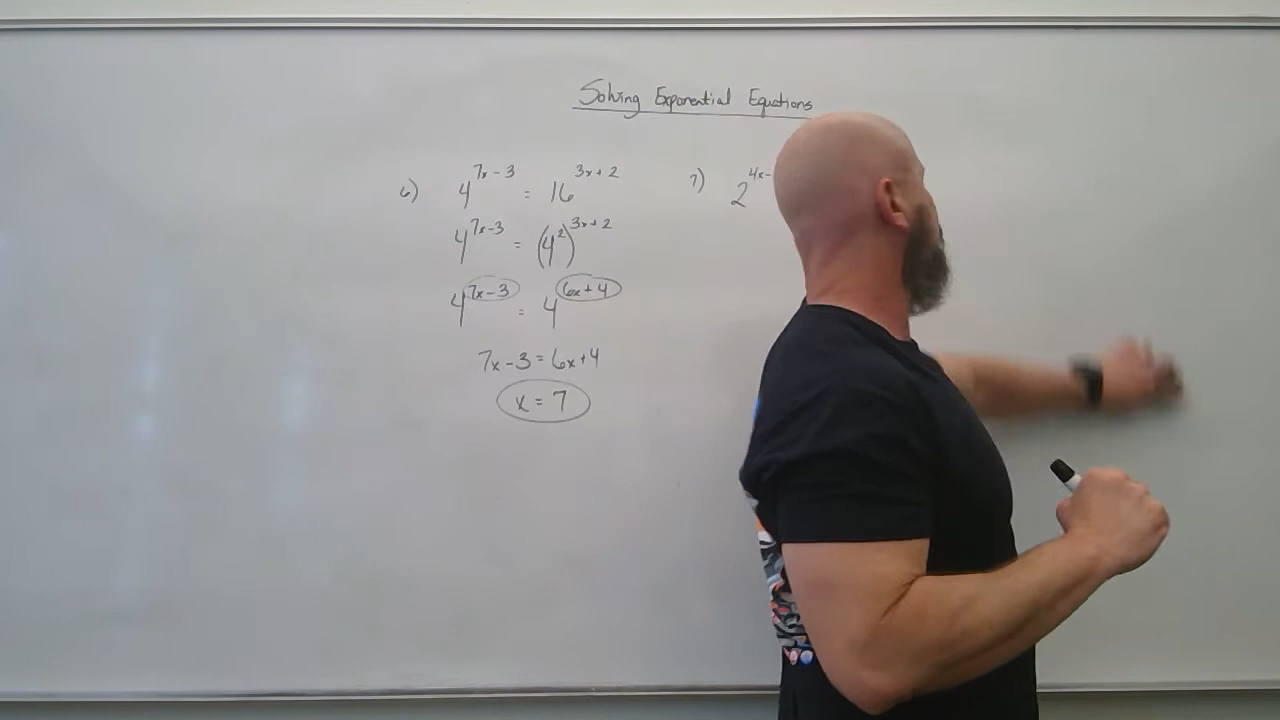 Solving Exponential Equations
6) 4^(7x-3) = 16^(3x+2)
4^(7x-3) = (4^2)^(3x+2)
4^(7x-3) = 4^(6x+4)
7x-3 = 6x+4
x = 7
7) 2^(4x-